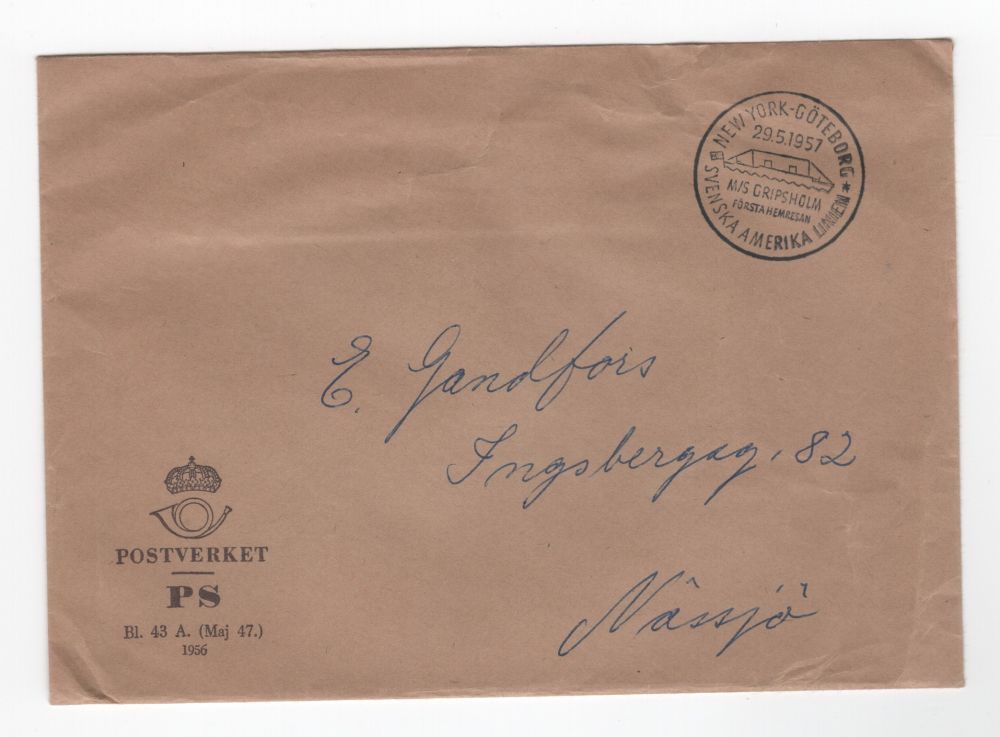 NEW YORK-GÖTEBORG
29.5.1957
M/S GRIPSHOLM
FÖRSTA HEMRESAN
SVENSKA AMERIKA LINIEN
E. Gandfors
Ingsbergsg. 82
Nässjö
POSTVERKET
PS
Bl. 43 A. (Maj 47.)
1956